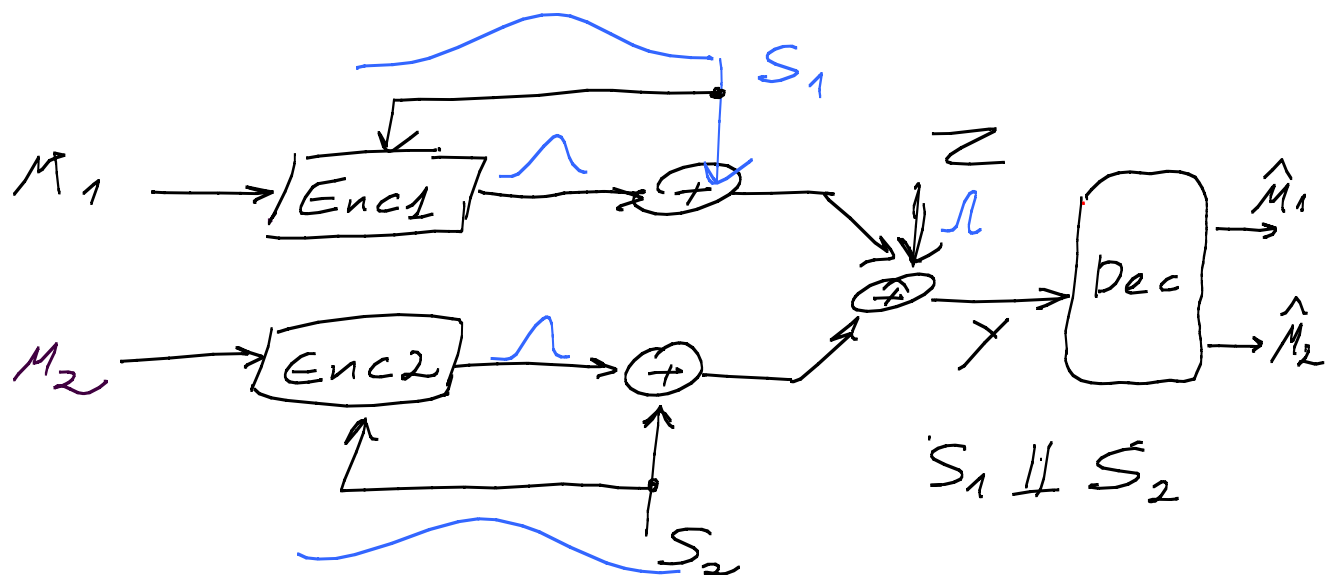 S₁
M₁
Enc1
+
Z
+
Dec
M̂₁
M₂
Enc2
+
Y
M̂₂
S₁ ⫫ S₂
S₂